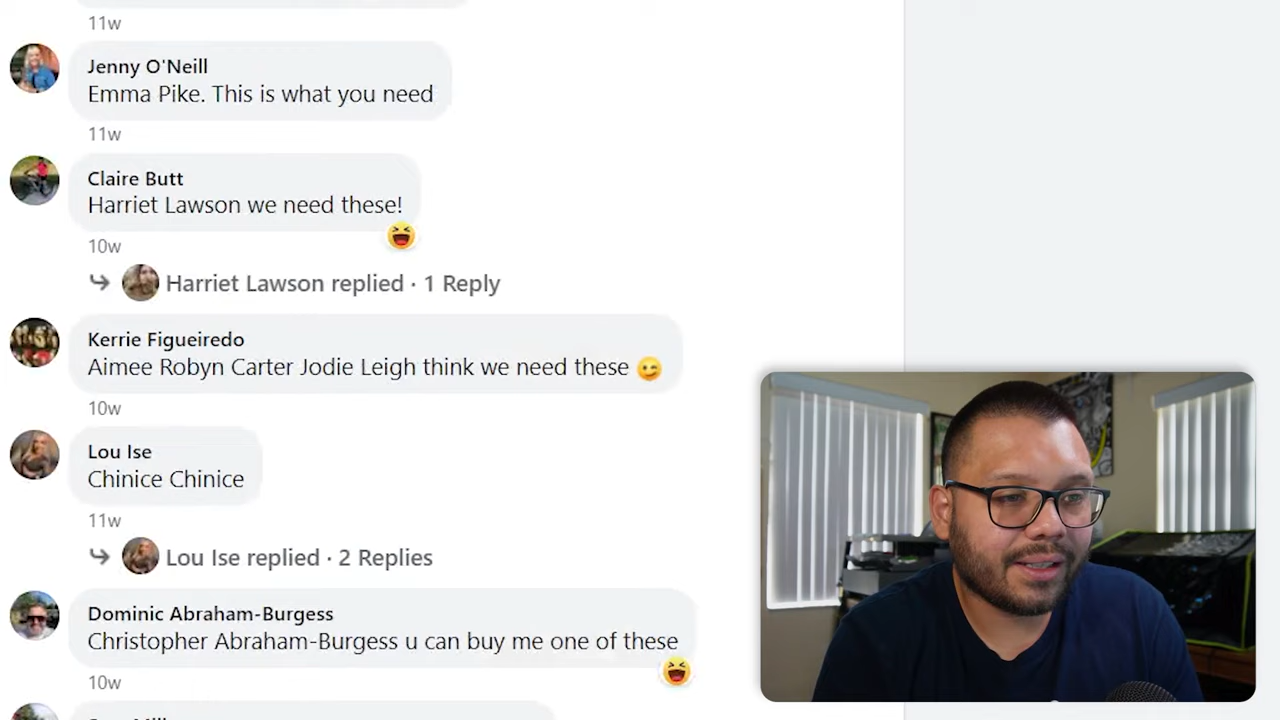 11w
Jenny O'Neill
Emma Pike. This is what you need
11w
Claire Butt
Harriet Lawson we need these!
10w
Harriet Lawson replied · 1 Reply
Kerrie Figueiredo
Aimee Robyn Carter Jodie Leigh think we need these 😉
10w
Lou Ise
Chinice Chinice
11w
Lou Ise replied · 2 Replies
Dominic Abraham-Burgess
Christopher Abraham-Burgess u can buy me one of these
10w